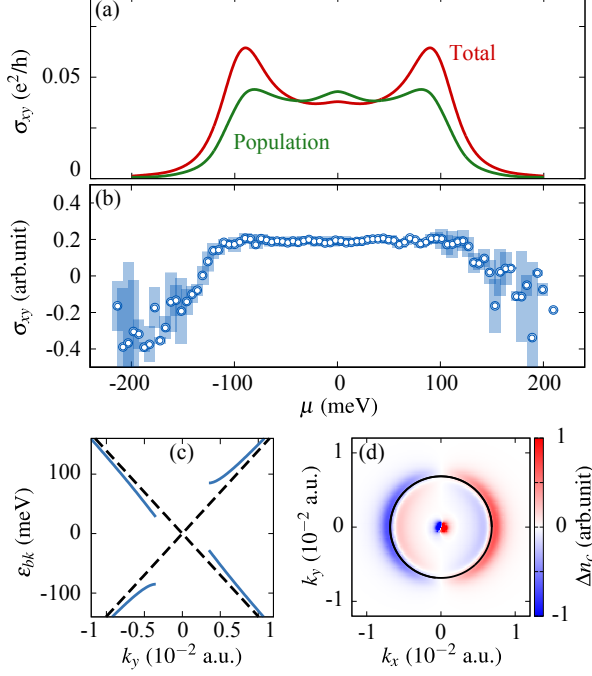 (a)
Total
Population
σxy (e²/h)
0.05
0
(b)
σxy (arb.unit)
0.4
0.2
0
-0.2
-0.4
-200 -100 0 100 200
μ (meV)
(c)
εbk (meV)
100
0
-100
-1 -0.5 0 0.5 1
ky (10⁻² a.u.)
(d)
ky (10⁻² a.u.)
1
0
-1
-1 0 1
kx (10⁻² a.u.)
1
0
-1
Δnc (arb.unit)